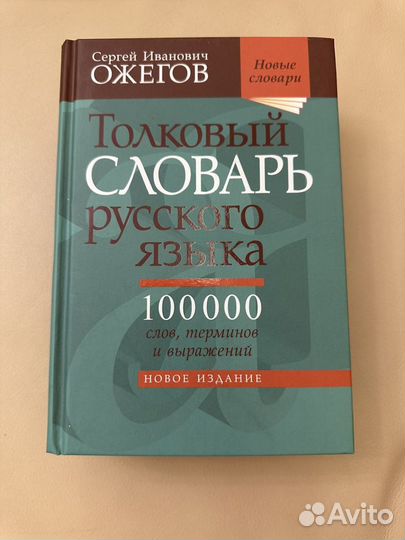 Сергей Иванович
ОЖЕГОВ
Новые
словари
Толковый
СЛОВАРЬ
русского
языка
100 000
слов, терминов
и выражений
НОВОЕ ИЗДАНИЕ
Avito